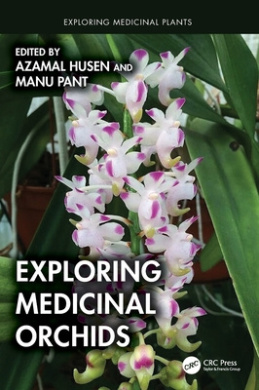 EXPLORING MEDICINAL PLANTS
EDITED BY
AZAMAL HUSEN AND
MANU PANT
EXPLORING
MEDICINAL
ORCHIDS
CRC Press
Taylor & Francis Group